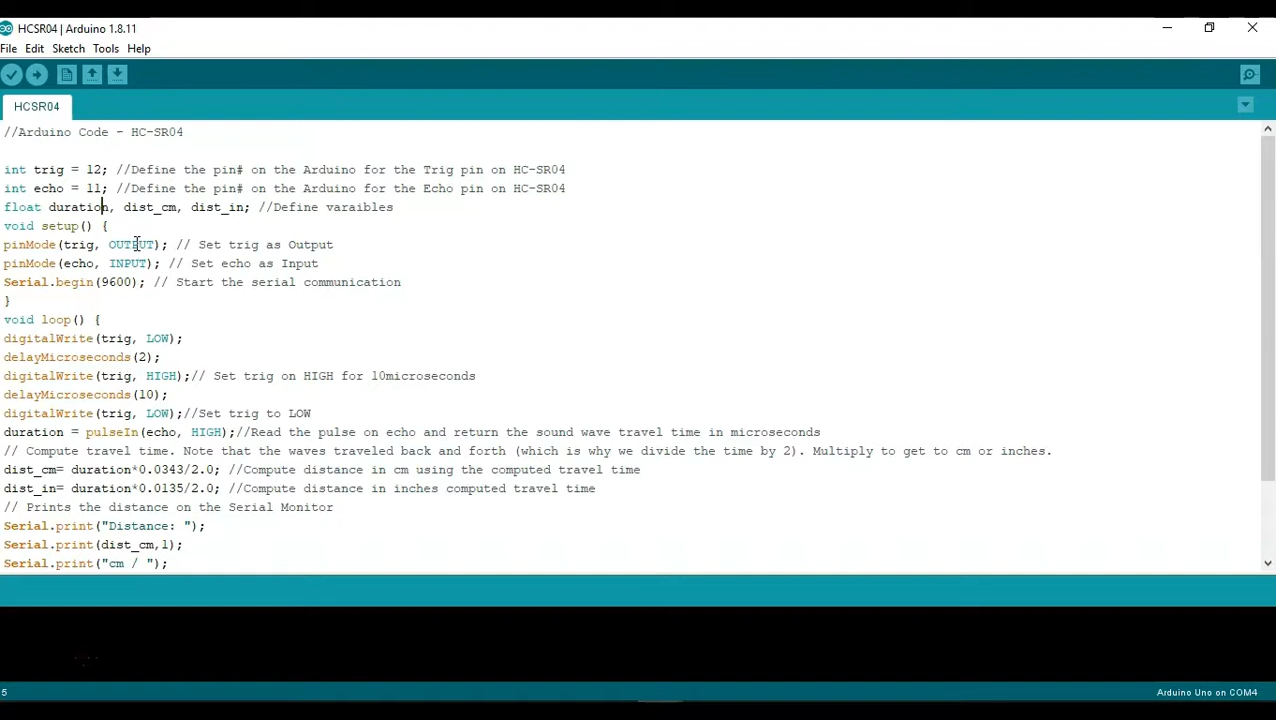 HCSR04 | Arduino 1.8.11
File Edit Sketch Tools Help
HCSR04
//Arduino Code - HC-SR04
int trig = 12; //Define the pin# on the Arduino for the Trig pin on HC-SR04
int echo = 11; //Define the pin# on the Arduino for the Echo pin on HC-SR04
float duration, dist_cm, dist_in; //Define varaibles
void setup() {
pinMode(trig, OUTPUT); // Set trig as Output
pinMode(echo, INPUT); // Set echo as Input
Serial.begin(9600); // Start the serial communication
}
void loop() {
digitalWrite(trig, LOW);
delayMicroseconds(2);
digitalWrite(trig, HIGH);// Set trig on HIGH for 10microseconds
delayMicroseconds(10);
digitalWrite(trig, LOW);//Set trig to LOW
duration = pulseIn(echo, HIGH);//Read the pulse on echo and return the sound wave travel time in microseconds
// Compute travel time. Note that the waves traveled back and forth (which is why we divide the time by 2). Multiply to get to cm or inches.
dist_cm= duration*0.0343/2.0; //Compute distance in cm using the computed travel time
dist_in= duration*0.0135/2.0; //Compute distance in inches computed travel time
// Prints the distance on the Serial Monitor
Serial.print("Distance: ");
Serial.print(dist_cm,1);
Serial.print("cm / ");
5
Arduino Uno on COM4